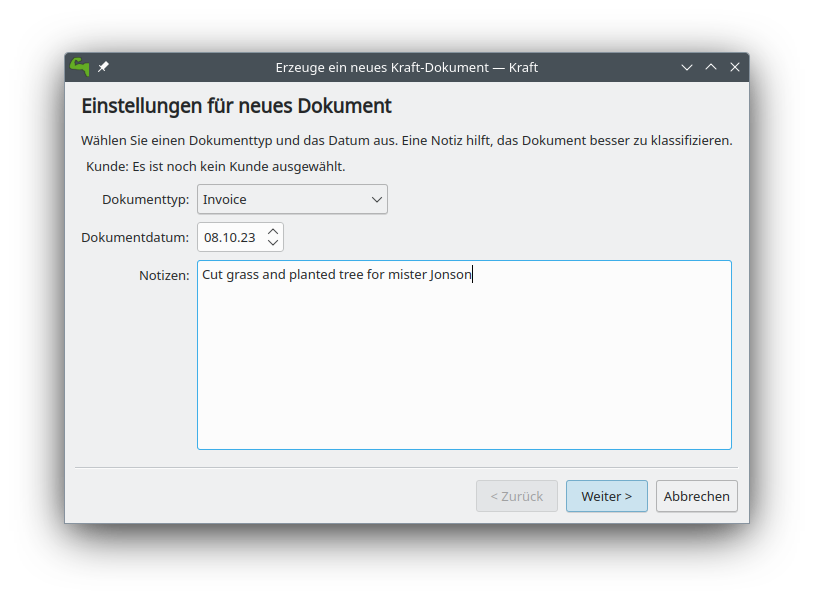 Erzeuge ein neues Kraft-Dokument — Kraft
Einstellungen für neues Dokument
Wählen Sie einen Dokumenttyp und das Datum aus. Eine Notiz hilft, das Dokument besser zu klassifizieren.
Kunde: Es ist noch kein Kunde ausgewählt.
Dokumenttyp: Invoice
Dokumentdatum: 08.10.23
Notizen: Cut grass and planted tree for mister Jonson
< Zurück Weiter > Abbrechen